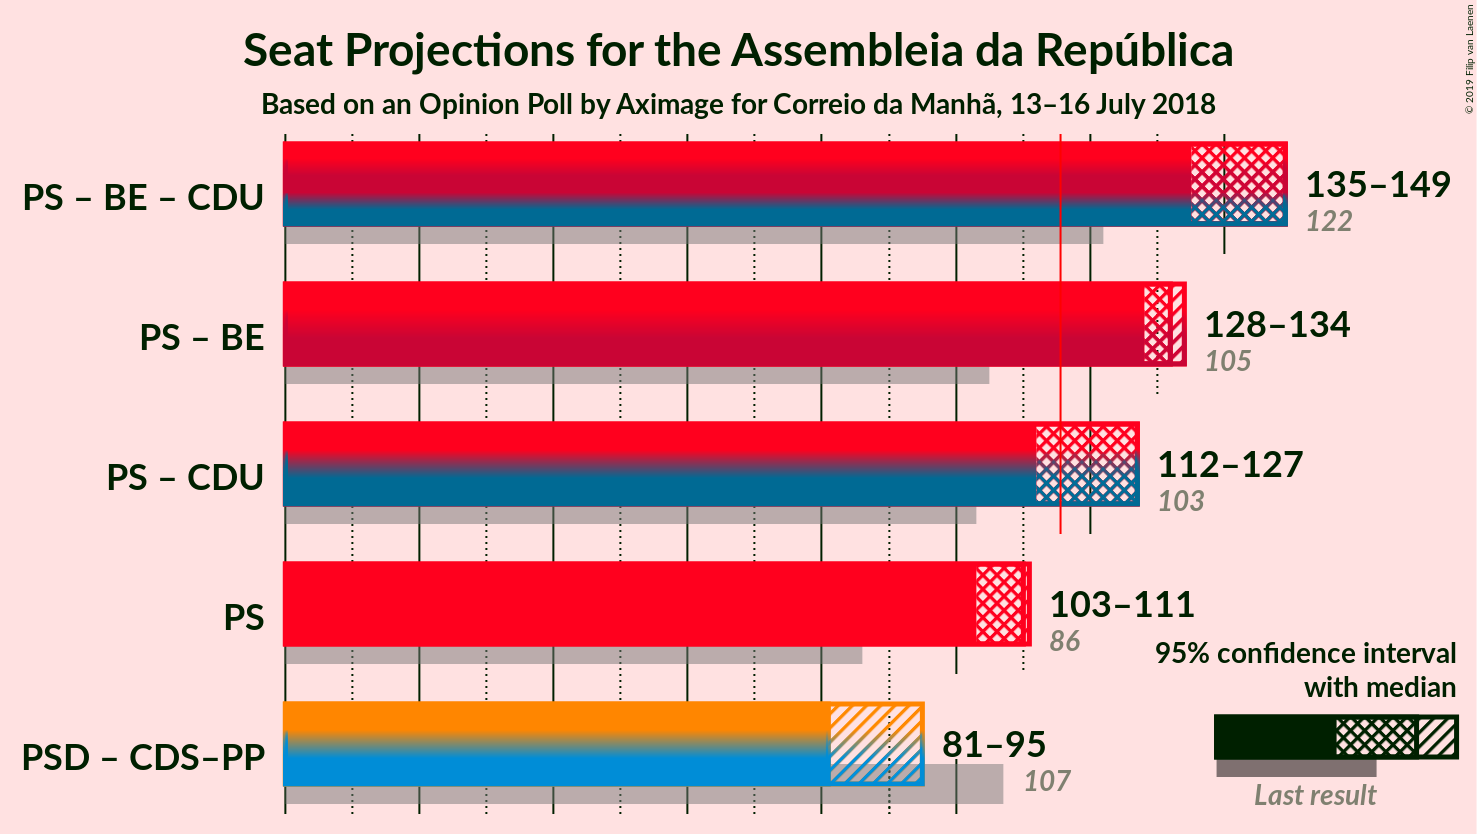 Seat Projections for the Assembleia da República
Based on an Opinion Poll by Aximage for Correio da Manhã, 13–16 July 2018
© 2019 Filip van Laenen
PS – BE – CDU
135–149
122
PS – BE
128–134
105
PS – CDU
112–127
103
PS
103–111
86
PSD – CDS–PP
81–95
107
95% confidence interval
with median
Last result